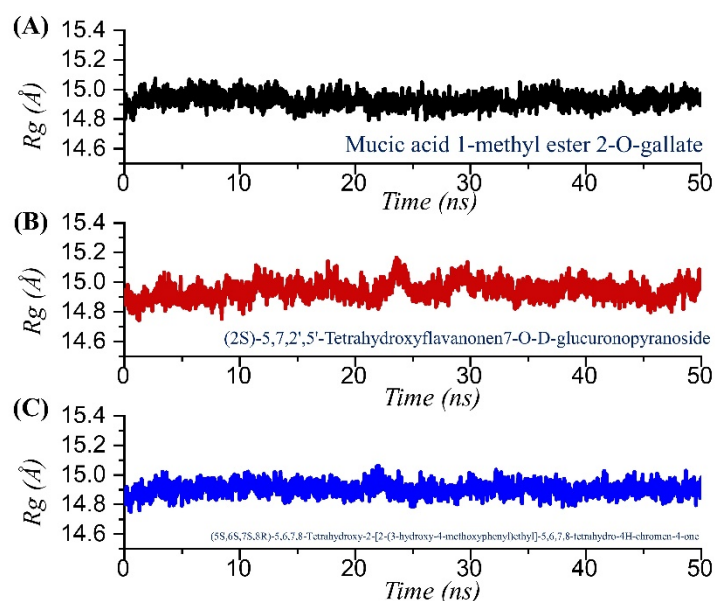 (A)
15.4
15.2
15.0
14.8
14.6
Rg (Å)
Mucic acid 1-methyl ester 2-O-gallate
0 10 20 30 40 50
Time (ns)
(B)
15.4
15.2
15.0
14.8
14.6
Rg (Å)
(2S)-5,7,2',5'-Tetrahydroxyflavanonen7-O-D-glucuronopyranoside
0 10 20 30 40 50
Time (ns)
(C)
15.4
15.2
15.0
14.8
14.6
Rg (Å)
(5S,6S,7S,8R)-5,6,7,8-Tetrahydroxy-2-[2-(3-hydroxy-4-methoxyphenyl)ethyl]-5,6,7,8-tetrahydro-4H-chromen-4-one
0 10 20 30 40 50
Time (ns)